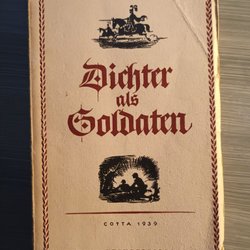 Dichter
als
Soldaten
COTTA 1939